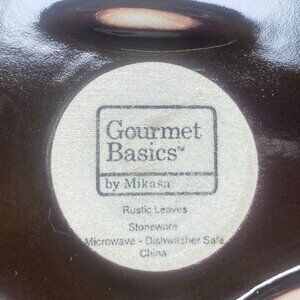 Gourmet
Basics™
by Mikasa
Rustic Leaves
Stoneware
Microwave - Dishwasher Safe
China